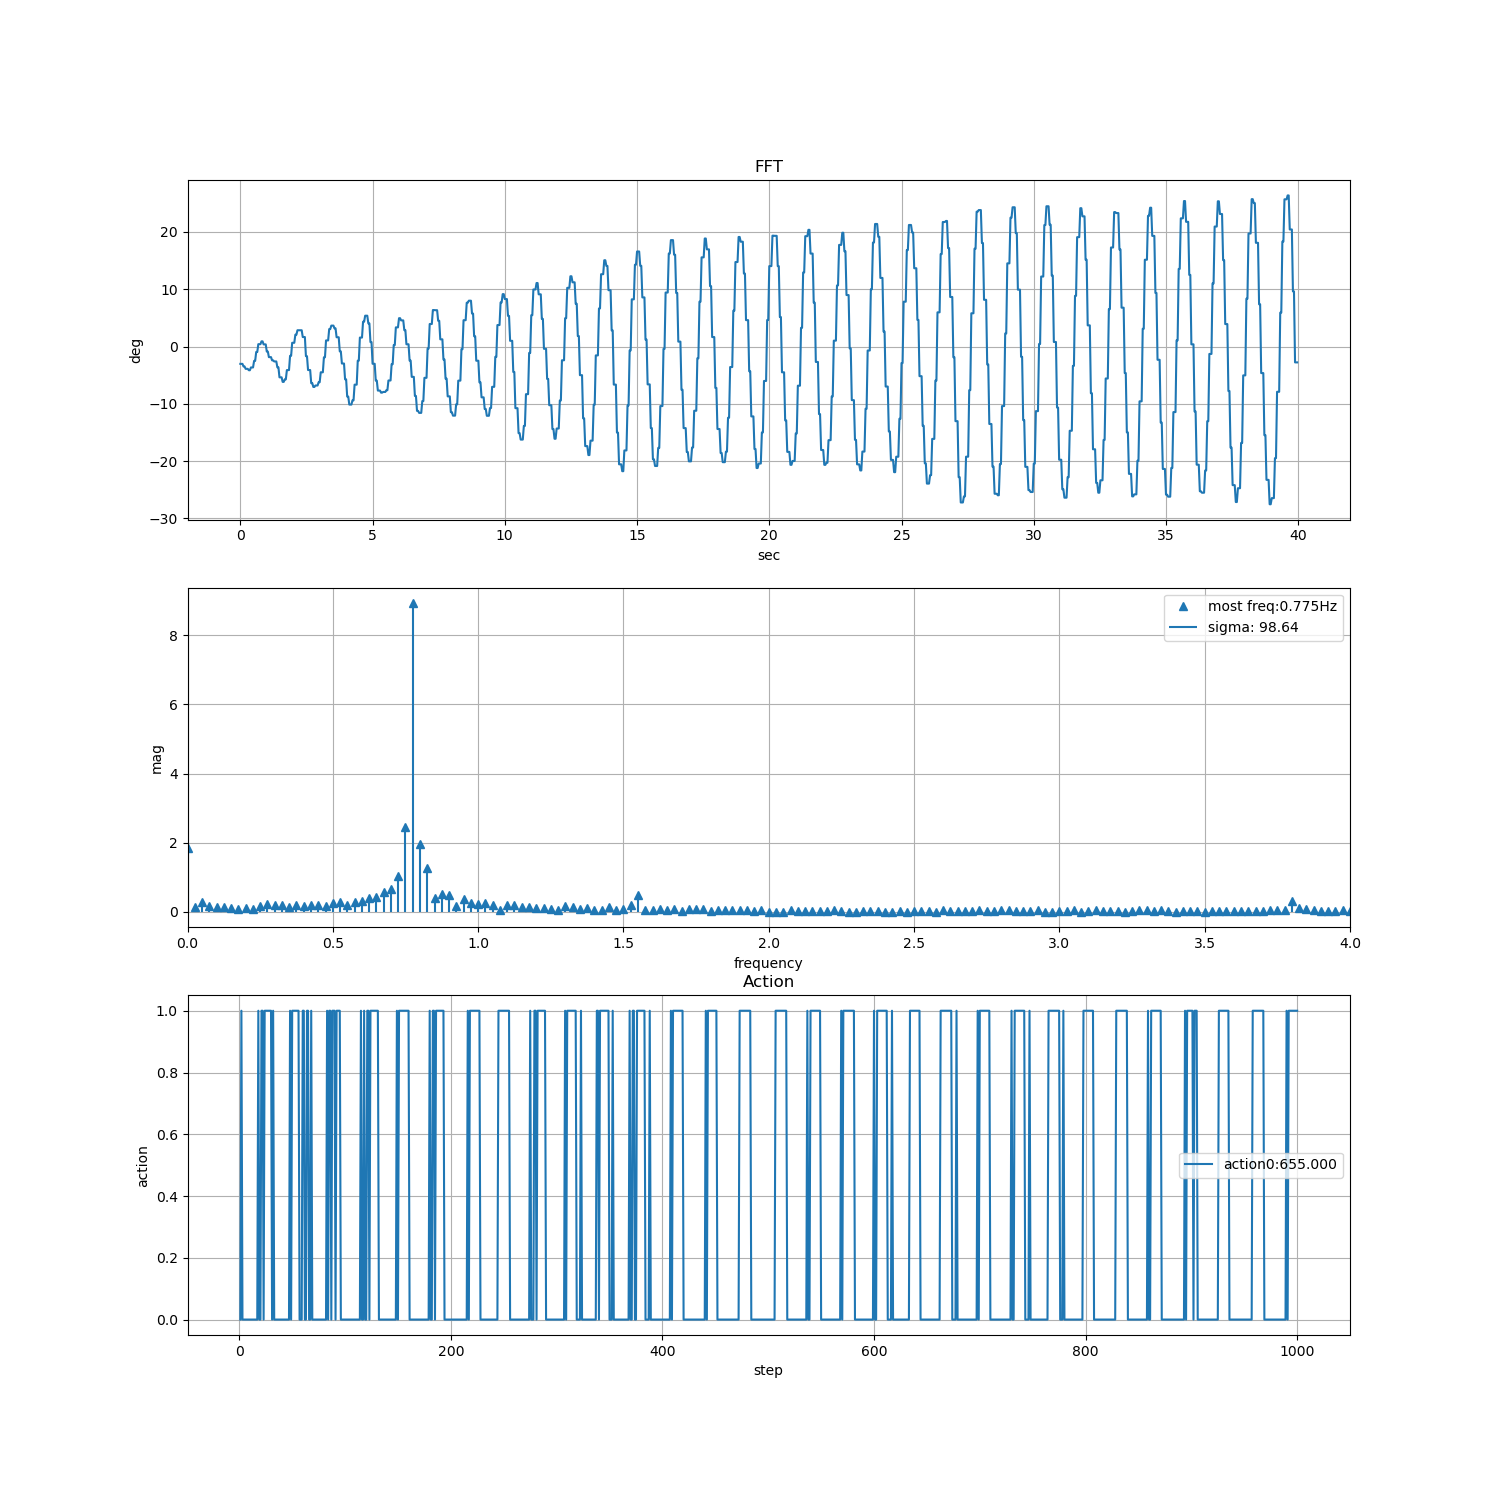 FFT
20
10
0
−10
−20
−30
deg
0 5 10 15 20 25 30 35 40
sec
most freq:0.775Hz
sigma: 98.64
8
6
4
2
0
mag
0.0 0.5 1.0 1.5 2.0 2.5 3.0 3.5 4.0
frequency
Action
1.0
0.8
0.6
0.4
0.2
0.0
action
action0:655.000
0 200 400 600 800 1000
step